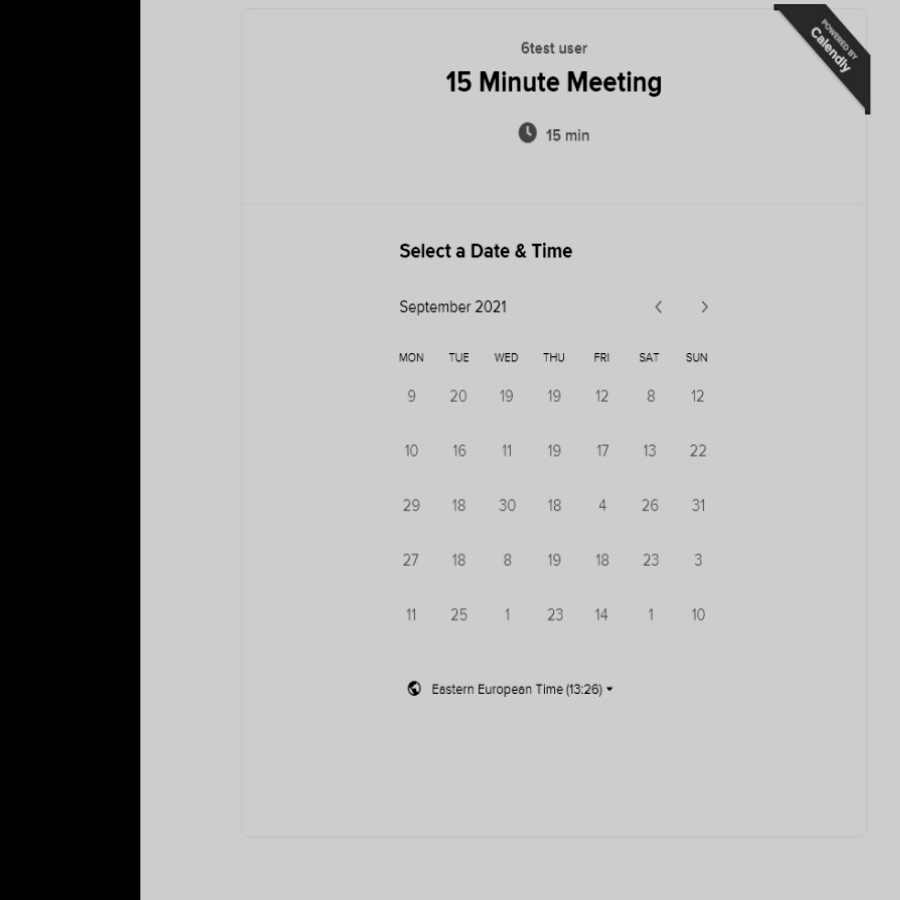 POWERED BY
Calendly
6test user
15 Minute Meeting
15 min
Select a Date & Time
September 2021
MON TUE WED THU FRI SAT SUN
9 20 19 19 12 8 12
10 16 11 19 17 13 22
29 18 30 18 4 26 31
27 18 8 19 18 23 3
11 25 1 23 14 1 10
Eastern European Time (13:26)